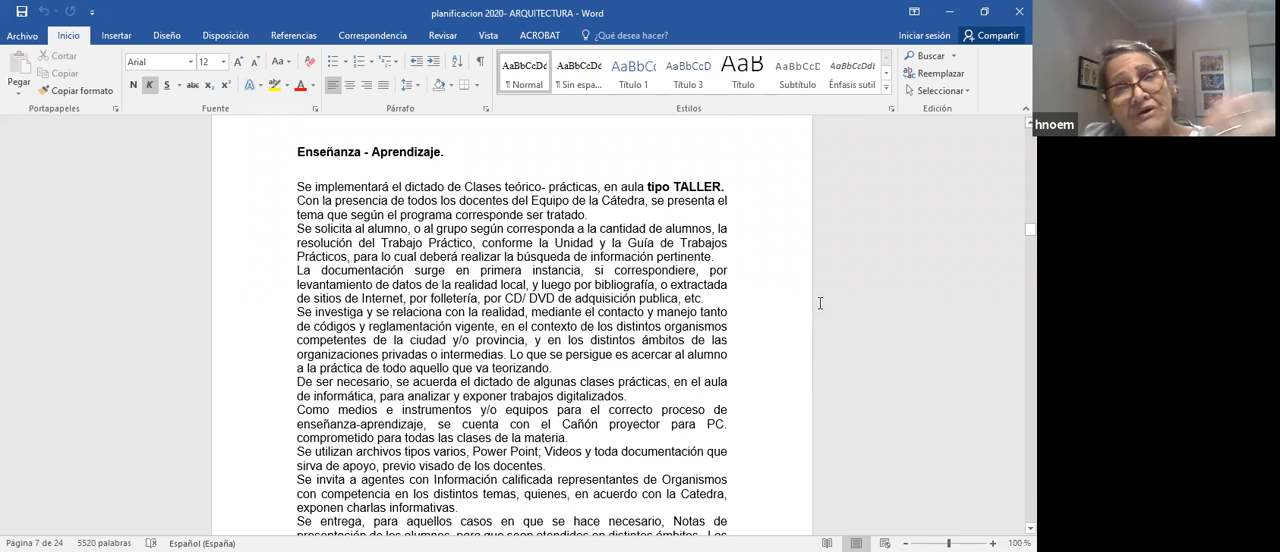 planificacion 2020- ARQUITECTURA - Word
Archivo Inicio Insertar Diseño Disposición Referencias Correspondencia Revisar Vista ACROBAT ¿Qué desea hacer? Iniciar sesión Compartir
Pegar
Cortar
Copiar
Copiar formato
Arial 12
N K S abc x₂ x²
AaBbCcDc
¶ Normal
AaBbCcDc
¶ Sin espa...
AaBbCc
Título 1
AaBbCcD
Título 3
AaB
Título
AaBbCcD
Subtítulo
AaBbCcDdE
Énfasis sutil
Buscar
Reemplazar
Seleccionar
Portapapeles Fuente Párrafo Estilos Edición
hnoem
Enseñanza - Aprendizaje.
Se implementará el dictado de Clases teórico- prácticas, en aula tipo TALLER.
Con la presencia de todos los docentes del Equipo de la Cátedra, se presenta el
tema que según el programa corresponde ser tratado.
Se solicita al alumno, o al grupo según corresponda a la cantidad de alumnos, la
resolución del Trabajo Práctico, conforme la Unidad y la Guía de Trabajos
Prácticos, para lo cual deberá realizar la búsqueda de información pertinente.
La documentación surge en primera instancia, si correspondiere, por
levantamiento de datos de la realidad local, y luego por bibliografía, o extractada
de sitios de Internet, por folletería, por CD/ DVD de adquisición publica, etc.
Se investiga y se relaciona con la realidad, mediante el contacto y manejo tanto
de códigos y reglamentación vigente, en el contexto de los distintos organismos
competentes de la ciudad y/o provincia, y en los distintos ámbitos de las
organizaciones privadas o intermedias. Lo que se persigue es acercar al alumno
a la práctica de todo aquello que va teorizando.
De ser necesario, se acuerda el dictado de algunas clases prácticas, en el aula
de informática, para analizar y exponer trabajos digitalizados.
Como medios e instrumentos y/o equipos para el correcto proceso de
enseñanza-aprendizaje, se cuenta con el Cañón proyector para PC.
comprometido para todas las clases de la materia.
Se utilizan archivos tipos varios, Power Point; Videos y toda documentación que
sirva de apoyo, previo visado de los docentes.
Se invita a agentes con Información calificada representantes de Organismos
con competencia en los distintos temas, quienes, en acuerdo con la Catedra,
exponen charlas informativas.
Se entrega, para aquellos casos en que se hace necesario, Notas de
Página 7 de 24 5520 palabras Español (España) 100 %